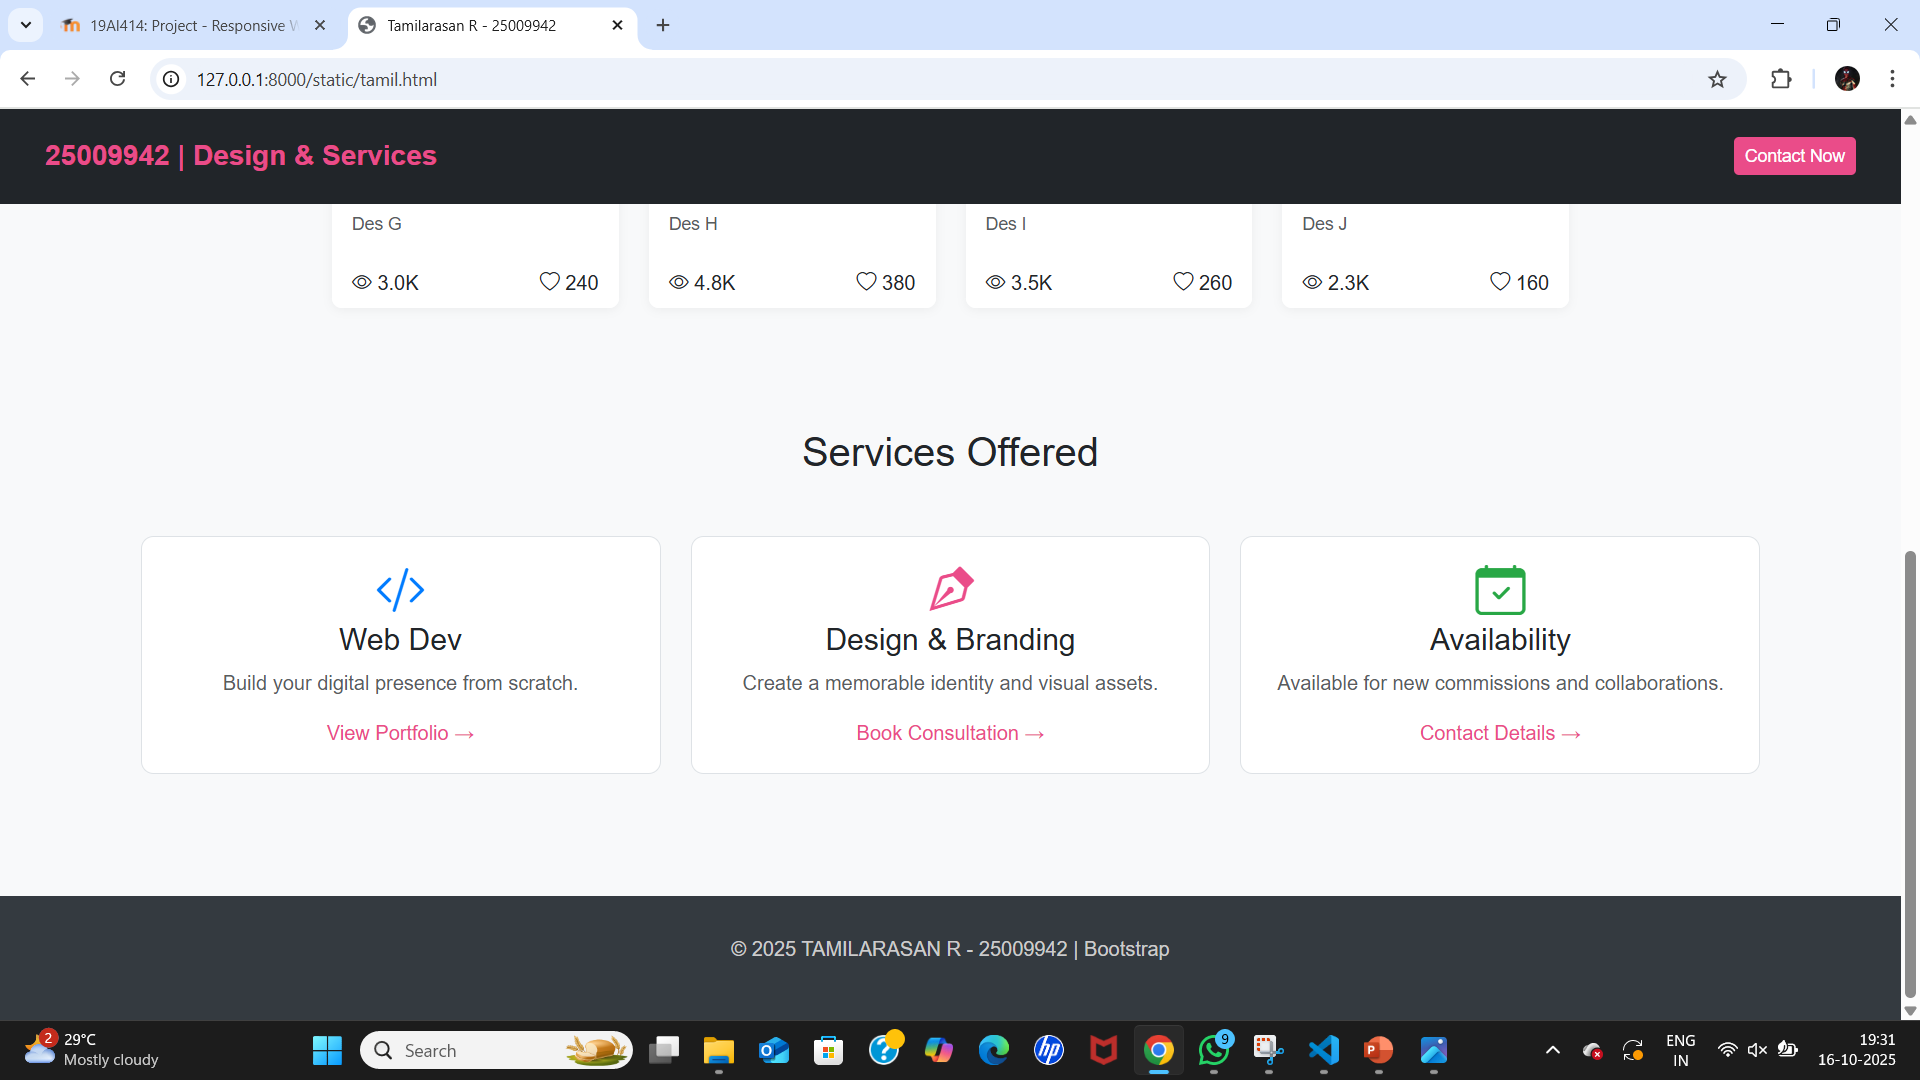 19AI414: Project - Responsive W
Tamilarasan R - 25009942
127.0.0.1:8000/static/tamil.html
25009942 | Design & Services
Contact Now
Des G
Des H
Des I
Des J
3.0K
240
4.8K
380
3.5K
260
2.3K
160
Services Offered
Web Dev
Build your digital presence from scratch.
View Portfolio →
Design & Branding
Create a memorable identity and visual assets.
Book Consultation →
Availability
Available for new commissions and collaborations.
Contact Details →
© 2025 TAMILARASAN R - 25009942 | Bootstrap
2
29°C
Mostly cloudy
Search
hp
9
P
ENG
IN
19:31
16-10-2025